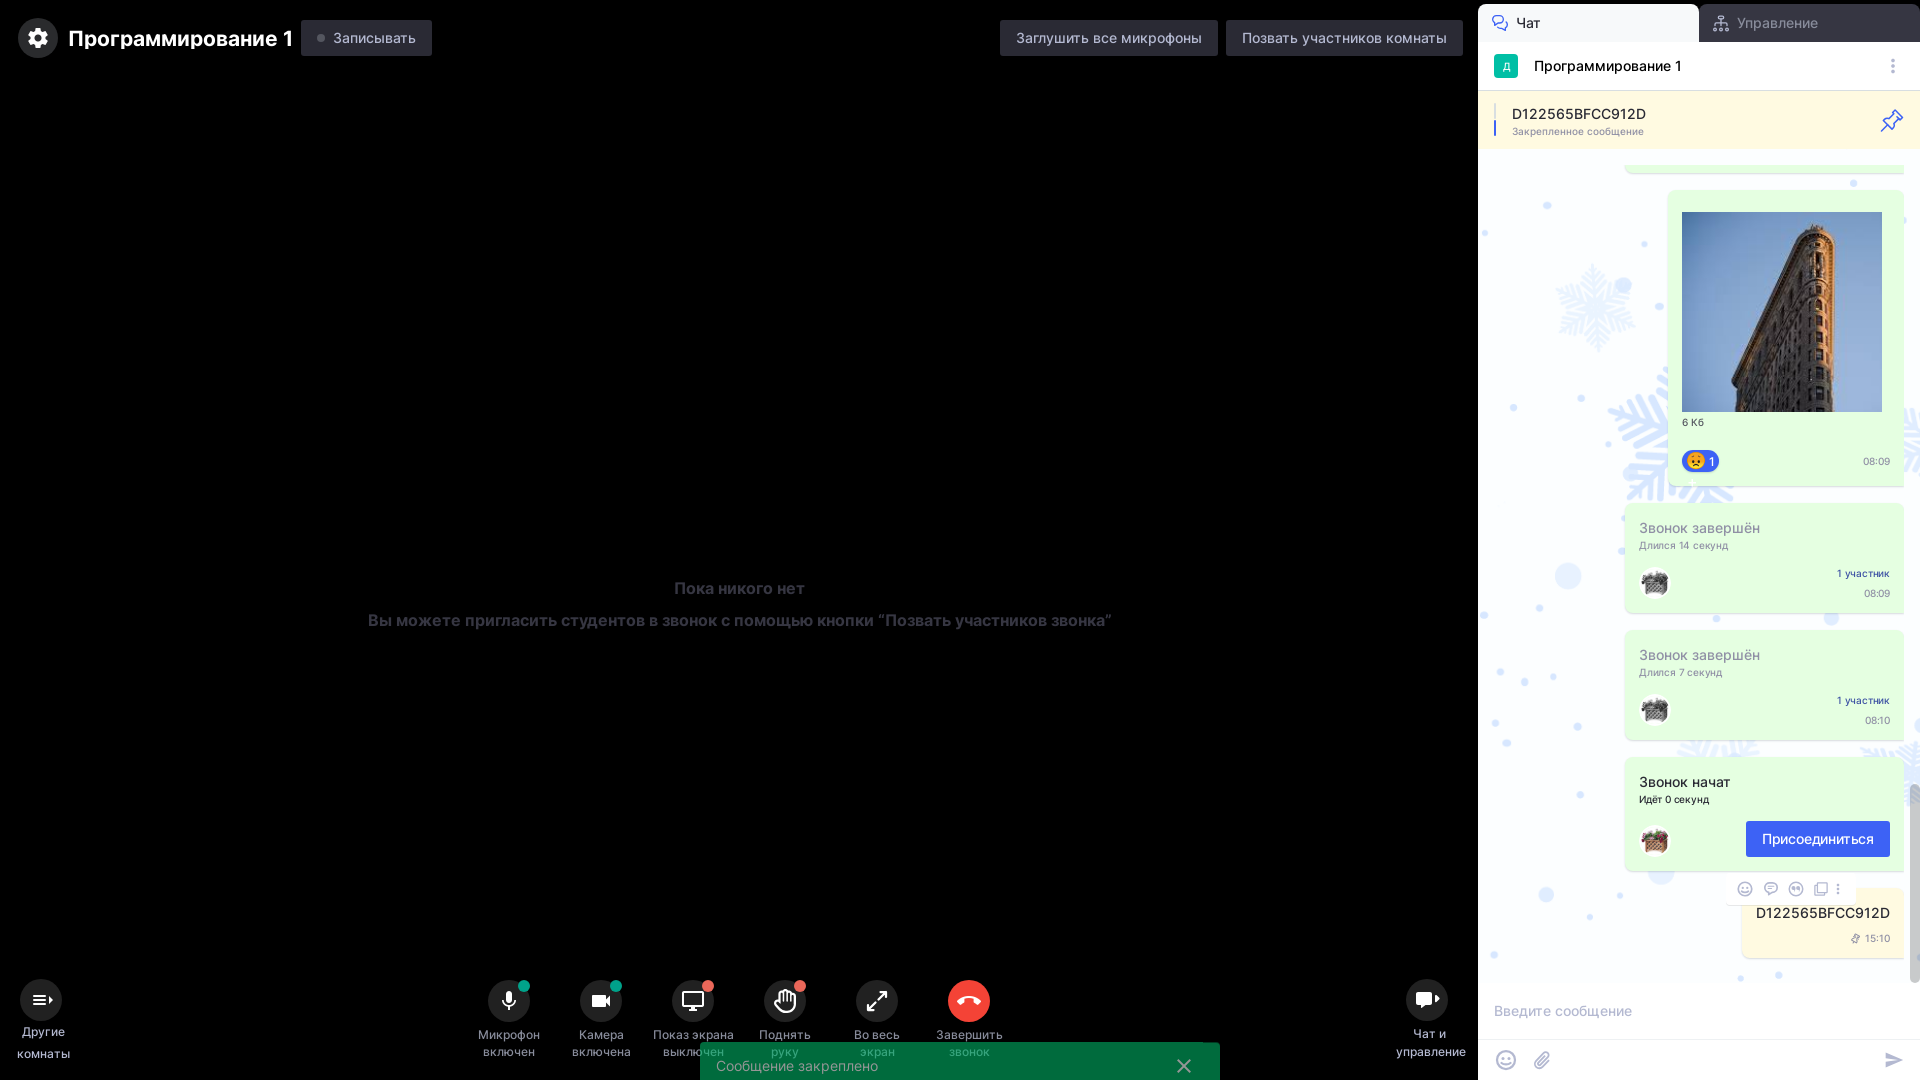 Программирование 1
Записывать
Заглушить все микрофоны
Позвать участников комнаты
Чат
Управление
Д
Программирование 1
D122565BFCC912D
Закрепленное сообщение
6 Кб
1
08:09
Звонок завершён
Длился 14 секунд
1 участник
08:09
Звонок завершён
Длился 7 секунд
1 участник
08:10
Звонок начат
Идёт 0 секунд
Присоединиться
D122565BFCC912D
15:10
Введите сообщение
Пока никого нет
Вы можете пригласить студентов в звонок с помощью кнопки “Позвать участников звонка”
Другие
комнаты
Микрофон
включен
Камера
включена
Показ экрана
выключен
Поднять
руку
Во весь
экран
Завершить
звонок
Чат и
управление
Сообщение закреплено